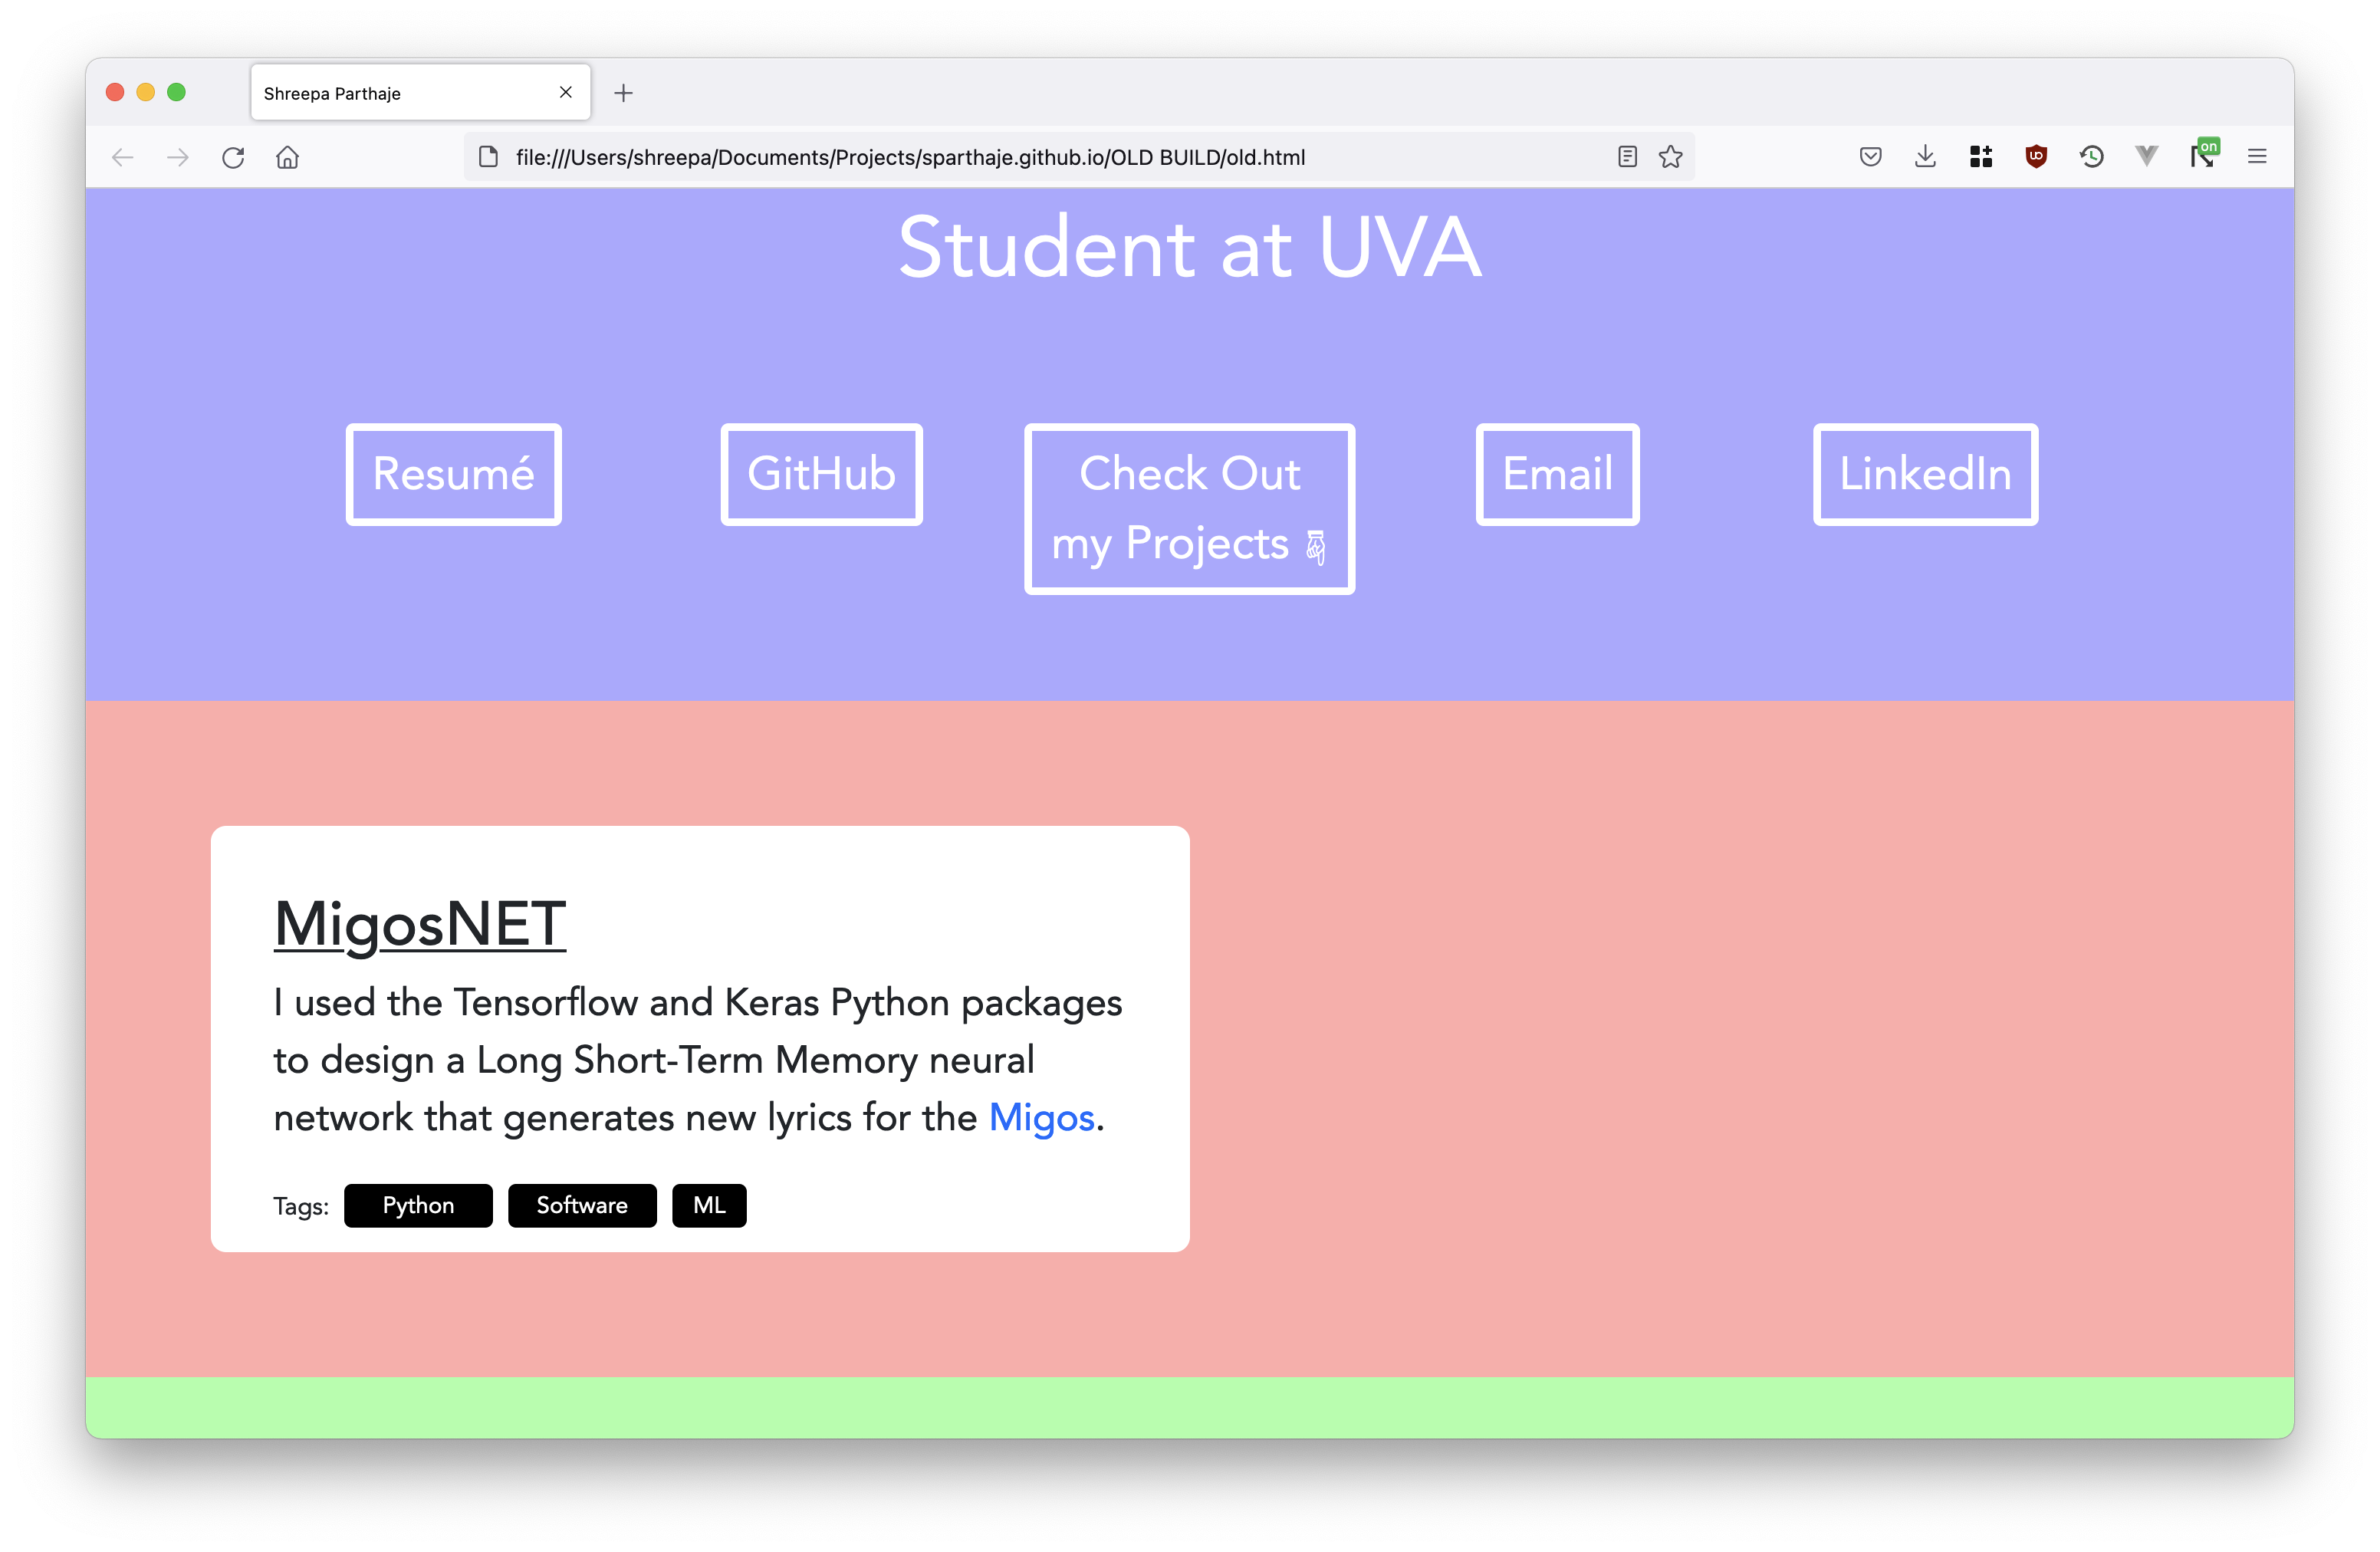 Shreepa Parthaje
file:///Users/shreepa/Documents/Projects/sparthaje.github.io/OLD BUILD/old.html
on
Student at UVA
Resumé
GitHub
Check Out
my Projects ☟
Email
LinkedIn
MigosNET
I used the Tensorflow and Keras Python packages
to design a Long Short-Term Memory neural
network that generates new lyrics for the Migos.
Tags: Python Software ML